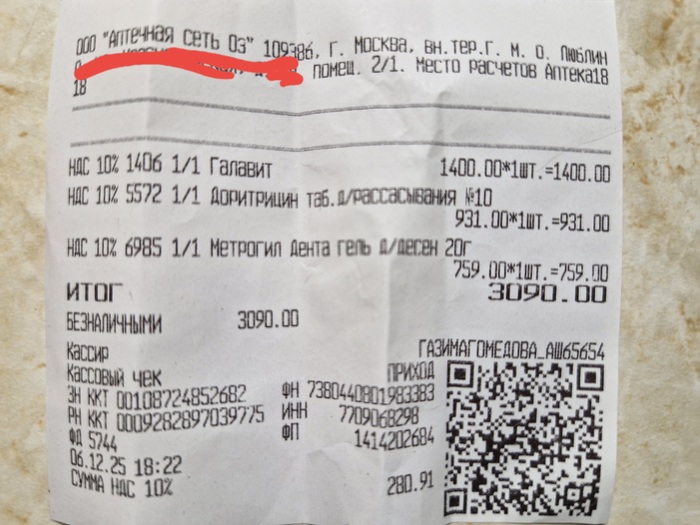 ООО "Аптечная сеть Оз" 109386, г. Москва, вн.тер.г. м. о. Люблин
помещ. 2/1. Место расчетов Аптека18
18
НДС 10% 1406 1/1 Галавит
1400.00*1шт.=1400.00
НДС 10% 5572 1/1 Доритрицин таб.д/рассасывания №10
931.00*1шт.=931.00
НДС 10% 6985 1/1 Метрогил Дента гель д/десен 20г
759.00*1шт.=759.00
ИТОГ 3090.00
БЕЗНАЛИЧНЫМИ 3090.00
Кассир ГАЗИМАГОМЕДОВА_АШ65654
Кассовый чек ПРИХОД
ЗН ККТ 00108724852682 ФН 7380440801983383
РН ККТ 0009282897039775 ИНН 7709068298
ФД 5744 ФП 1414202684
06.12.25 18:22
СУММА НДС 10% 280.91